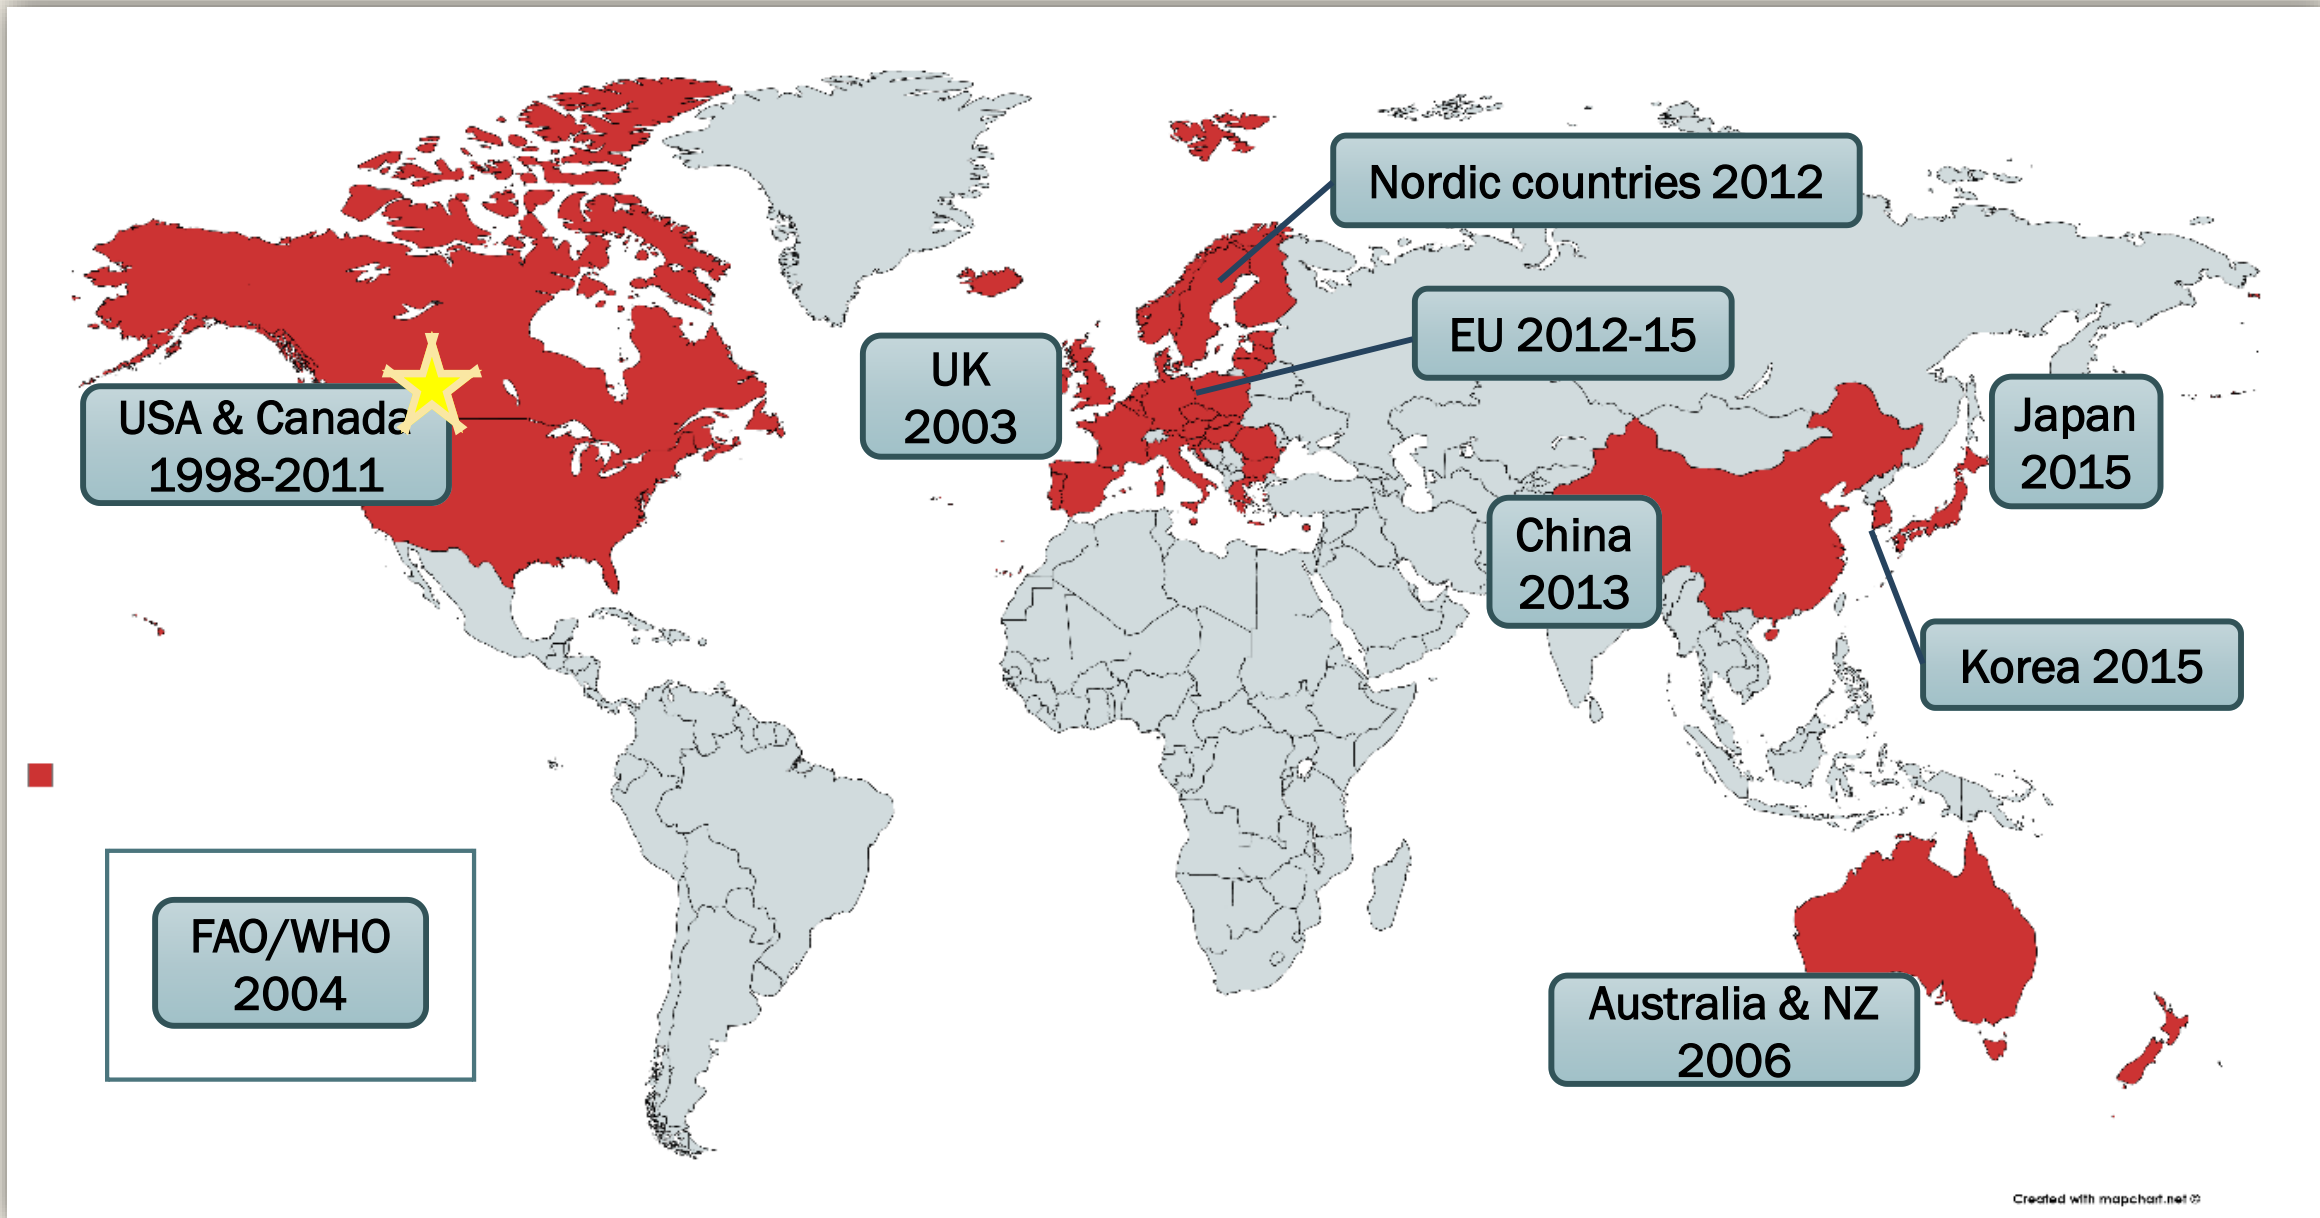 Nordic countries 2012
EU 2012-15
UK
2003
USA & Canada
1998-2011
Japan
2015
China
2013
Korea 2015
FAO/WHO
2004
Australia & NZ
2006
Created with mapchart.net ©